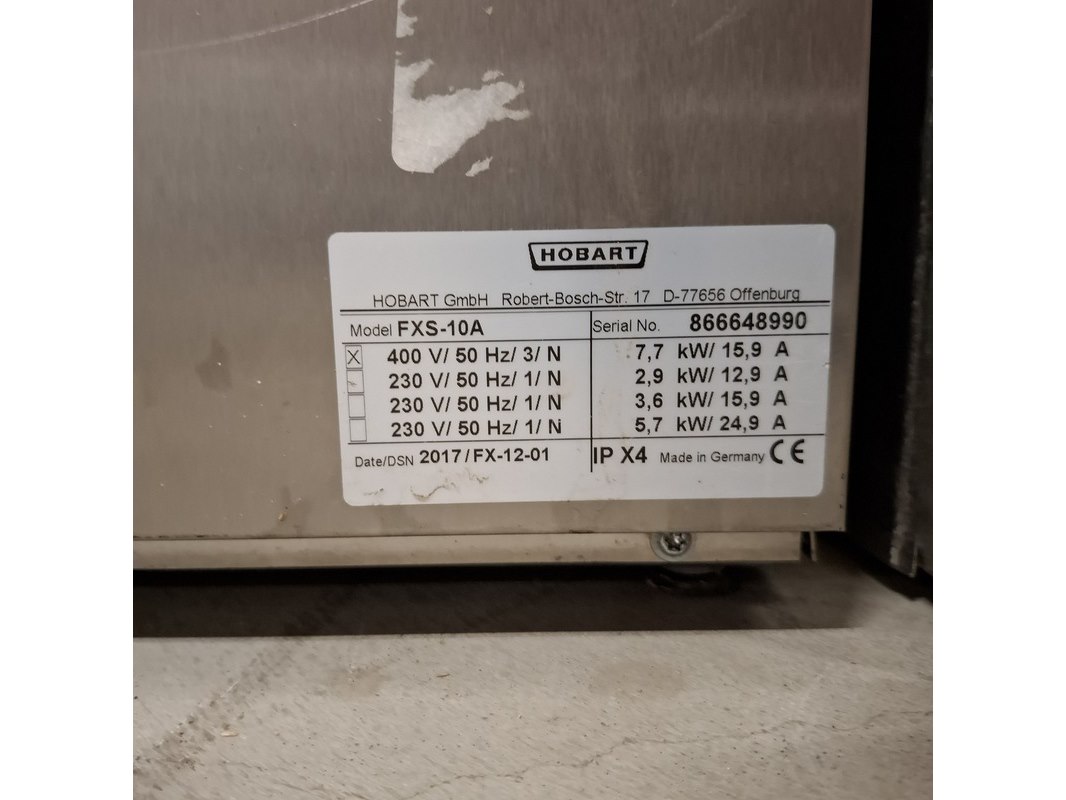 HOBART
HOBART GmbH Robert-Bosch-Str. 17 D-77656 Offenburg
Model FXS-10A Serial No. 866648990
X 400 V/ 50 Hz/ 3/ N 7,7 kW/ 15,9 A
230 V/ 50 Hz/ 1/ N 2,9 kW/ 12,9 A
230 V/ 50 Hz/ 1/ N 3,6 kW/ 15,9 A
230 V/ 50 Hz/ 1/ N 5,7 kW/ 24,9 A
Date/DSN 2017/FX-12-01 IP X4 Made in Germany CE